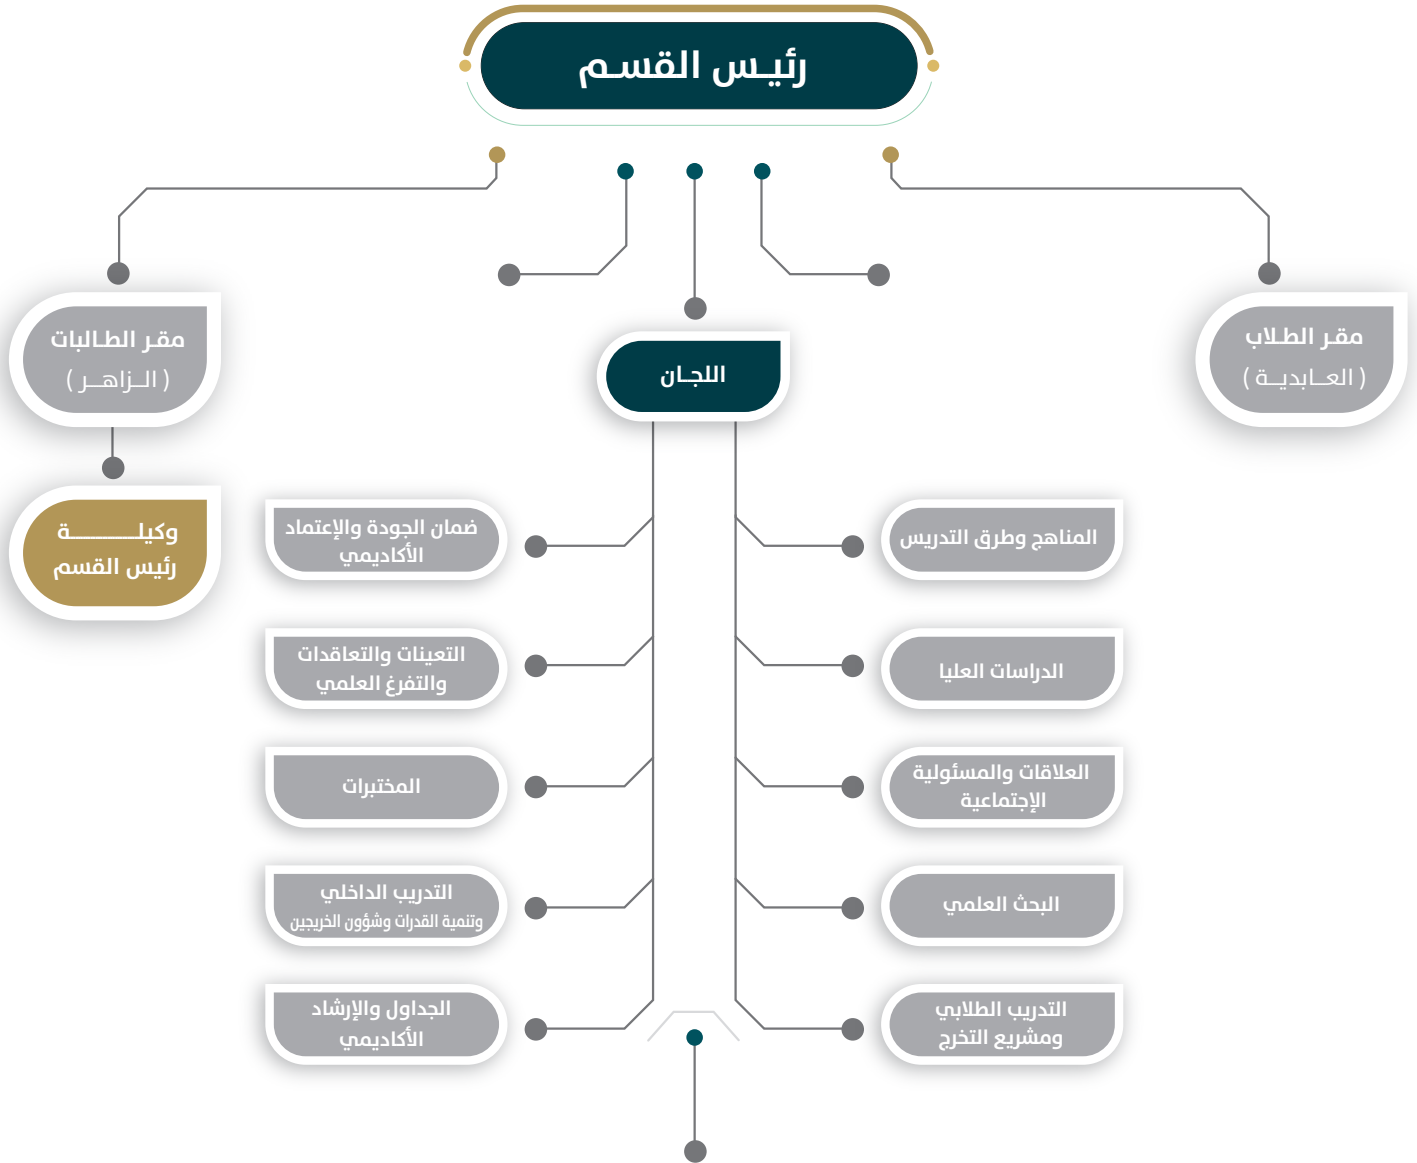 رئيس القسم
مقر الطلاب
( العابدية )
مقر الطالبات
( الزاهر )
وكيلة
رئيس القسم
اللجان
المناهج وطرق التدريس
الدراسات العليا
العلاقات والمسئولية
الإجتماعية
البحث العلمي
التدريب الطلابي
ومشريع التخرج
ضمان الجودة والإعتماد
الأكاديمي
التعينات والتعاقدات
والتفرغ العلمي
المختبرات
التدريب الداخلي
وتنمية القدرات وشؤون الخريجين
الجداول والإرشاد
الأكاديمي